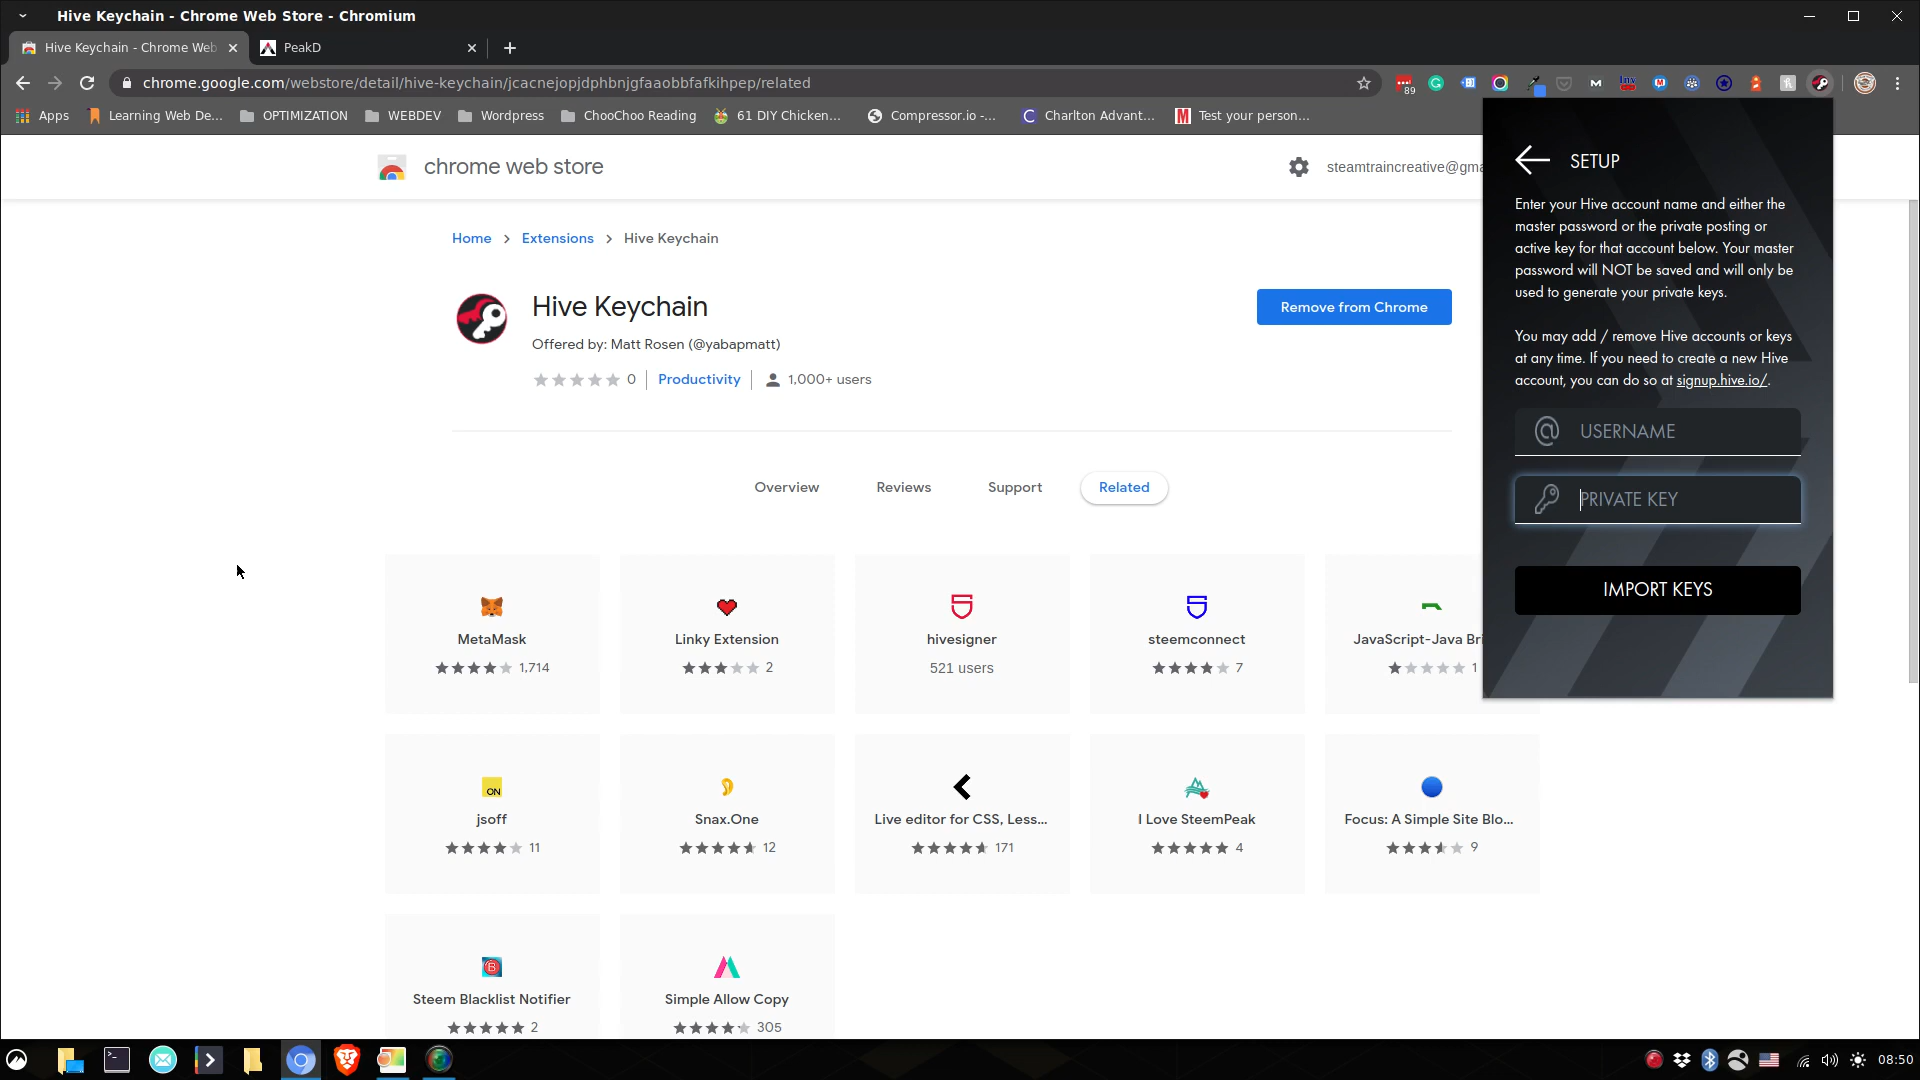 Hive Keychain - Chrome Web Store - Chromium
Hive Keychain - Chrome Web
PeakD
chrome.google.com/webstore/detail/hive-keychain/jcacnejopjdphbnjgfaaobbfafkihpep/related
89
Apps
Learning Web De...
OPTIMIZATION
WEBDEV
Wordpress
ChooChoo Reading
61 DIY Chicken...
Compressor.io -...
Charlton Advant...
Test your person...
chrome web store
steamtraincreative@gma
Home > Extensions > Hive Keychain
Hive Keychain
Remove from Chrome
Offered by: Matt Rosen (@yabapmatt)
0
Productivity
1,000+ users
Overview
Reviews
Support
Related
MetaMask
1,714
Linky Extension
2
hivesigner
521 users
steemconnect
7
JavaScript-Java Bri
1
jsoff
11
Snax.One
12
Live editor for CSS, Less...
171
I Love SteemPeak
4
Focus: A Simple Site Blo...
9
Steem Blacklist Notifier
2
Simple Allow Copy
305
SETUP
Enter your Hive account name and either the
master password or the private posting or
active key for that account below. Your master
password will NOT be saved and will only be
used to generate your private keys.
You may add / remove Hive accounts or keys
at any time. If you need to create a new Hive
account, you can do so at signup.hive.io/.
@ USERNAME
PRIVATE KEY
IMPORT KEYS
ON
08:50